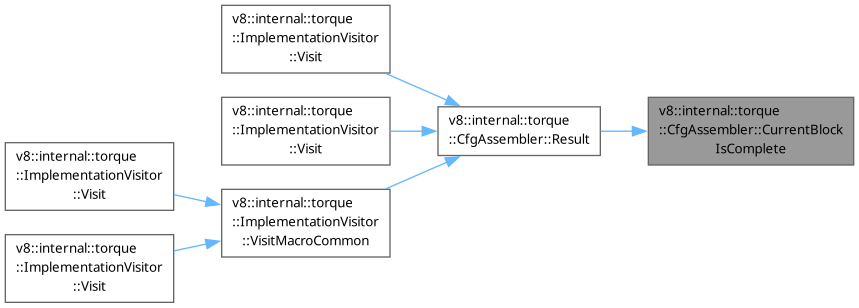 v8::internal::torque
::ImplementationVisitor
::Visit
v8::internal::torque
::ImplementationVisitor
::Visit
v8::internal::torque
::CfgAssembler::Result
v8::internal::torque
::CfgAssembler::CurrentBlock
IsComplete
v8::internal::torque
::ImplementationVisitor
::Visit
v8::internal::torque
::ImplementationVisitor
::VisitMacroCommon
v8::internal::torque
::ImplementationVisitor
::Visit